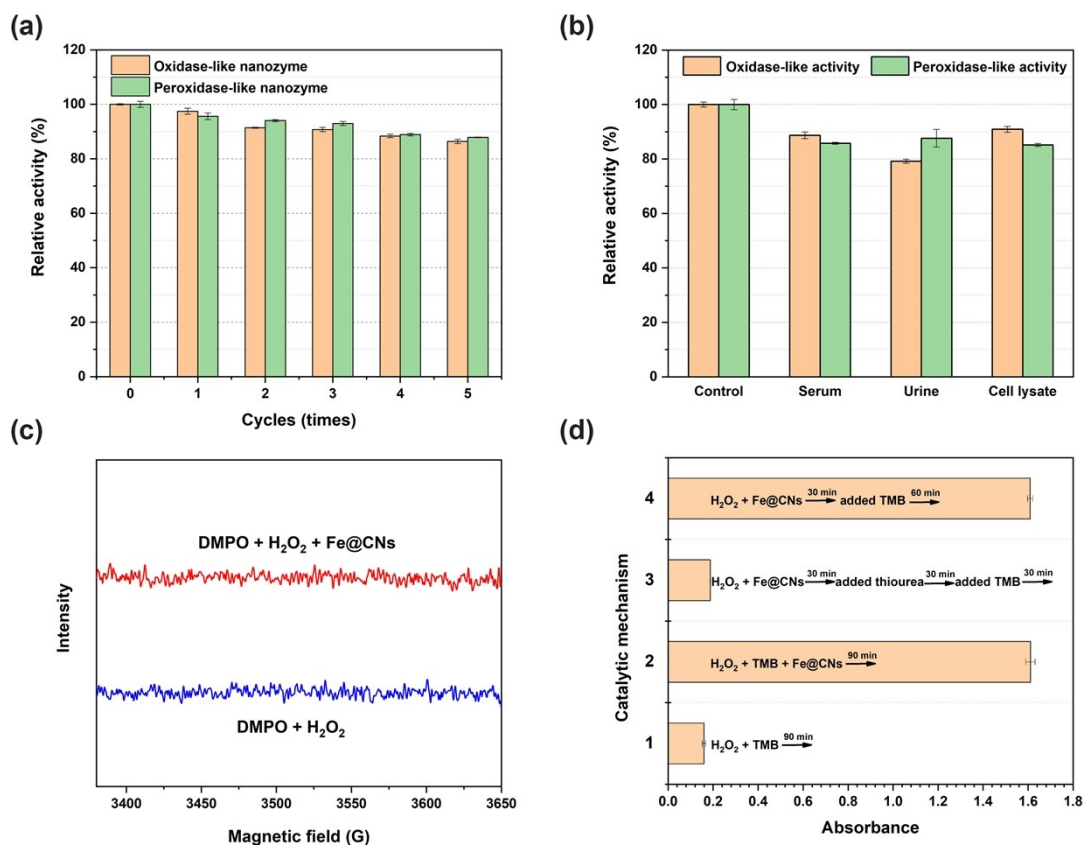 (a)
120
100
80
60
40
20
0
Relative activity (%)
Oxidase-like nanozyme
Peroxidase-like nanozyme
0 1 2 3 4 5
Cycles (times)
(b)
120
100
80
60
40
20
0
Relative activity (%)
Oxidase-like activity Peroxidase-like activity
Control Serum Urine Cell lysate
(c)
Intensity
DMPO + H₂O₂ + Fe@CNs
DMPO + H₂O₂
3400 3450 3500 3550 3600 3650
Magnetic field (G)
(d)
Catalytic mechanism
4
H₂O₂ + Fe@CNs 30 min added TMB 60 min
3
H₂O₂ + Fe@CNs 30 min added thiourea 30 min added TMB 30 min
2
H₂O₂ + TMB + Fe@CNs 90 min
1
H₂O₂ + TMB 90 min
0.0 0.2 0.4 0.6 0.8 1.0 1.2 1.4 1.6 1.8
Absorbance